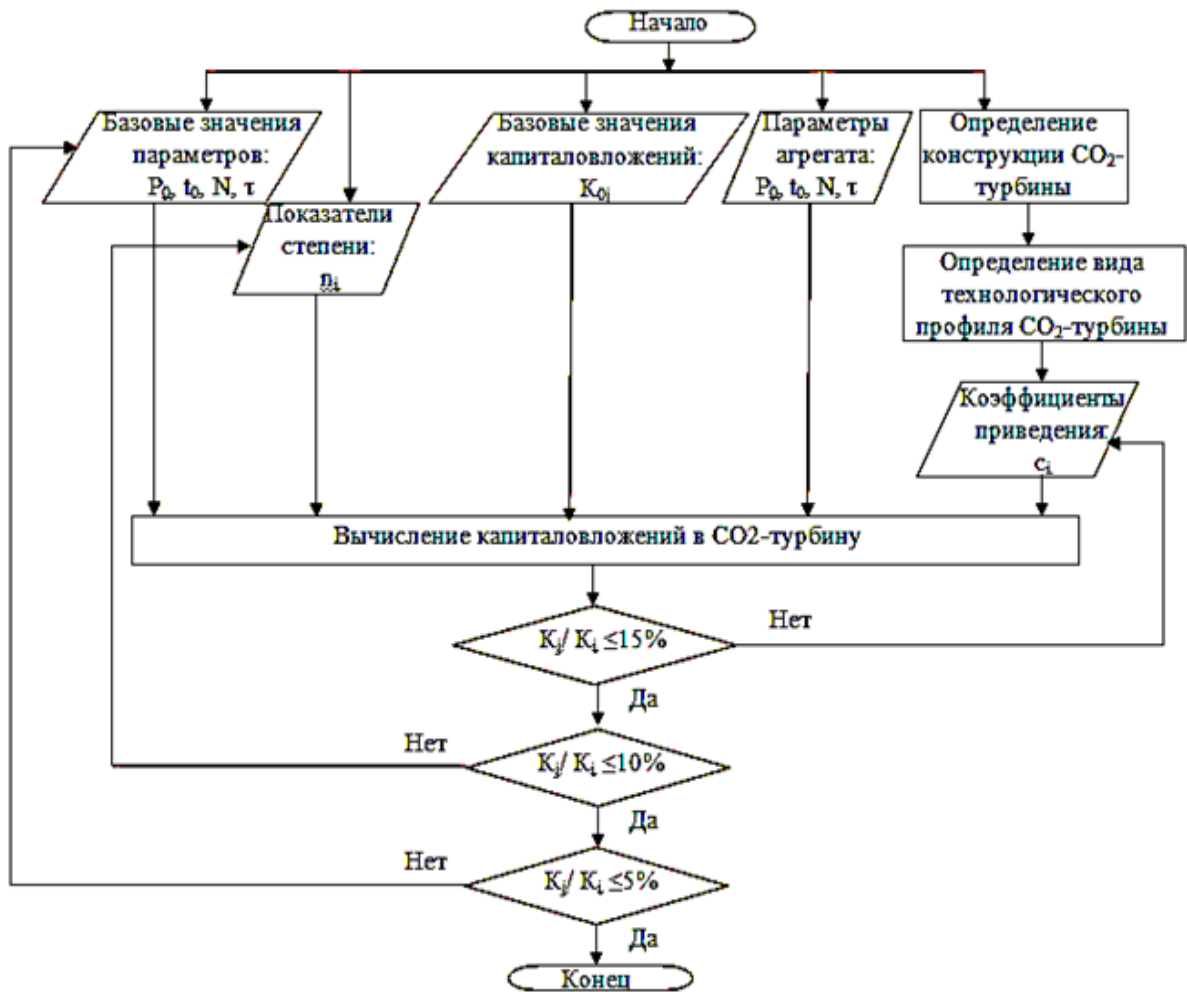 Начало
Базовые значения
параметров:
P₀, t₀, N, τ
Показатели
степени:
nᵢ
Базовые значения
капиталовложений:
K₀ⱼ
Параметры
агрегата:
P₀, t₀, N, τ
Определение
конструкции CO₂-
турбины
Определение вида
технологического
профиля CO₂-турбины
Коэффициенты
приведения:
cᵢ
Вычисление капиталовложений в CO2-турбину
Kⱼ/ Kᵢ ≤15%
Нет
Да
Kⱼ/ Kᵢ ≤10%
Нет
Да
Kⱼ/ Kᵢ ≤5%
Нет
Да
Конец